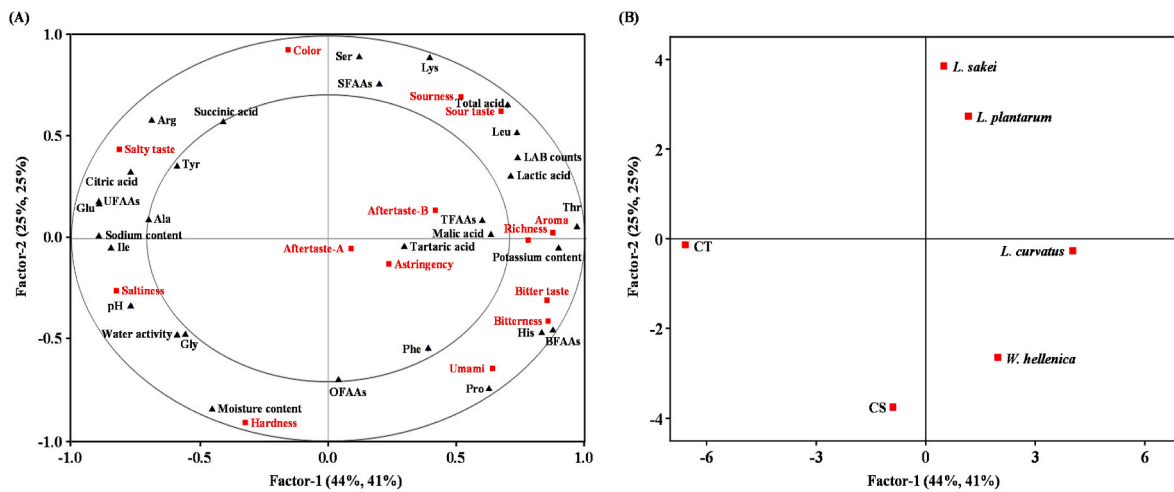 (A)
1.0
0.5
0.0
-0.5
-1.0
Factor-2 (25%, 25%)
Color
Ser
Lys
SFAAs
Sourness
Total acid
Sour taste
Succinic acid
Arg
Leu
Salty taste
Tyr
LAB counts
Citric acid
Lactic acid
UFAAs
Glu
Ala
Aftertaste-B
TFAAs
Thr
Aroma
Richness
Sodium content
Malic acid
Ile
Aftertaste-A
Tartaric acid
Potassium content
Astringency
Saltiness
Bitter taste
pH
Bitterness
Water activity
Gly
His
BFAAs
Phe
Umami
OFAAs
Pro
Moisture content
Hardness
-1.0
-0.5
0.0
0.5
1.0
Factor-1 (44%, 41%)
(B)
4
2
0
-2
-4
Factor-2 (25%, 25%)
L. sakei
L. plantarum
CT
L. curvatus
W. hellenica
CS
-6
-3
0
3
6
Factor-1 (44%, 41%)